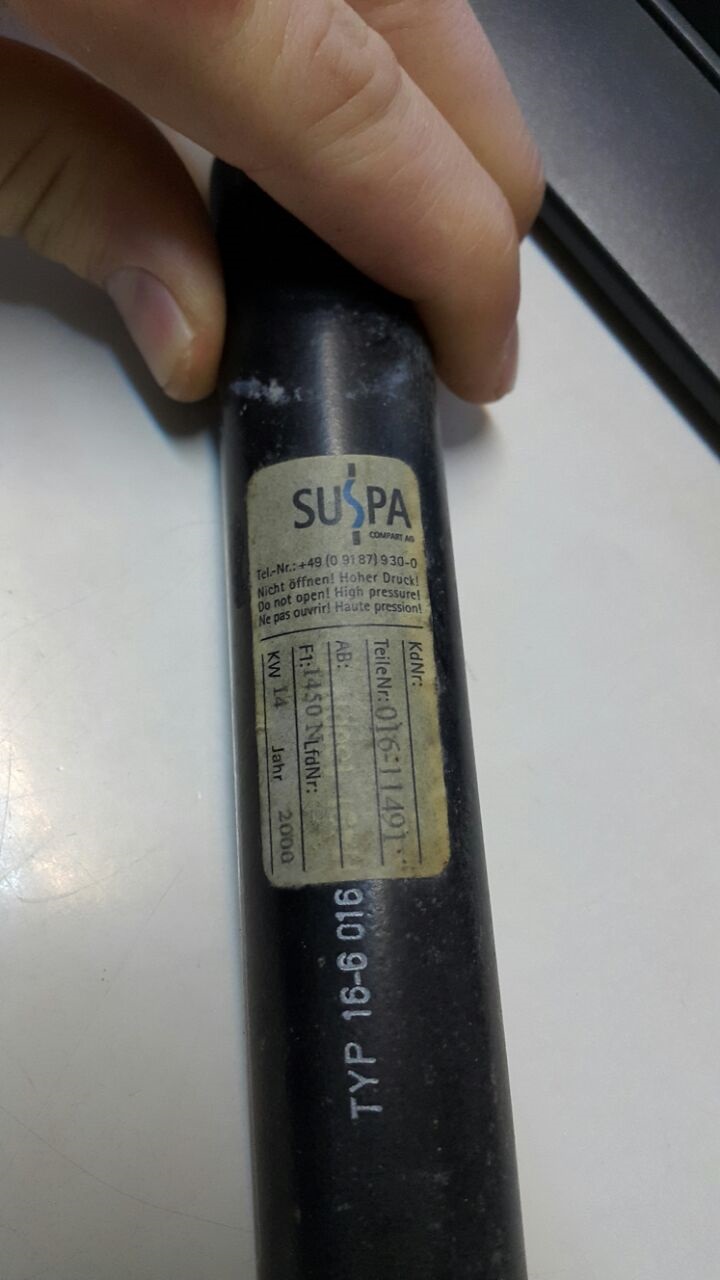 SUSPA
COMPART AG
Tel.-Nr.: +49 (0 91 87) 9 30-0
Nicht öffnen! Hoher Druck!
Do not open! High pressure!
Ne pas ouvrir! Haute pression!
KdNr:
TeileNr: 016-11491
AB:
F1: 1450 N LfdNr:
KW 14 Jahr 2000
TYP 16-6 016